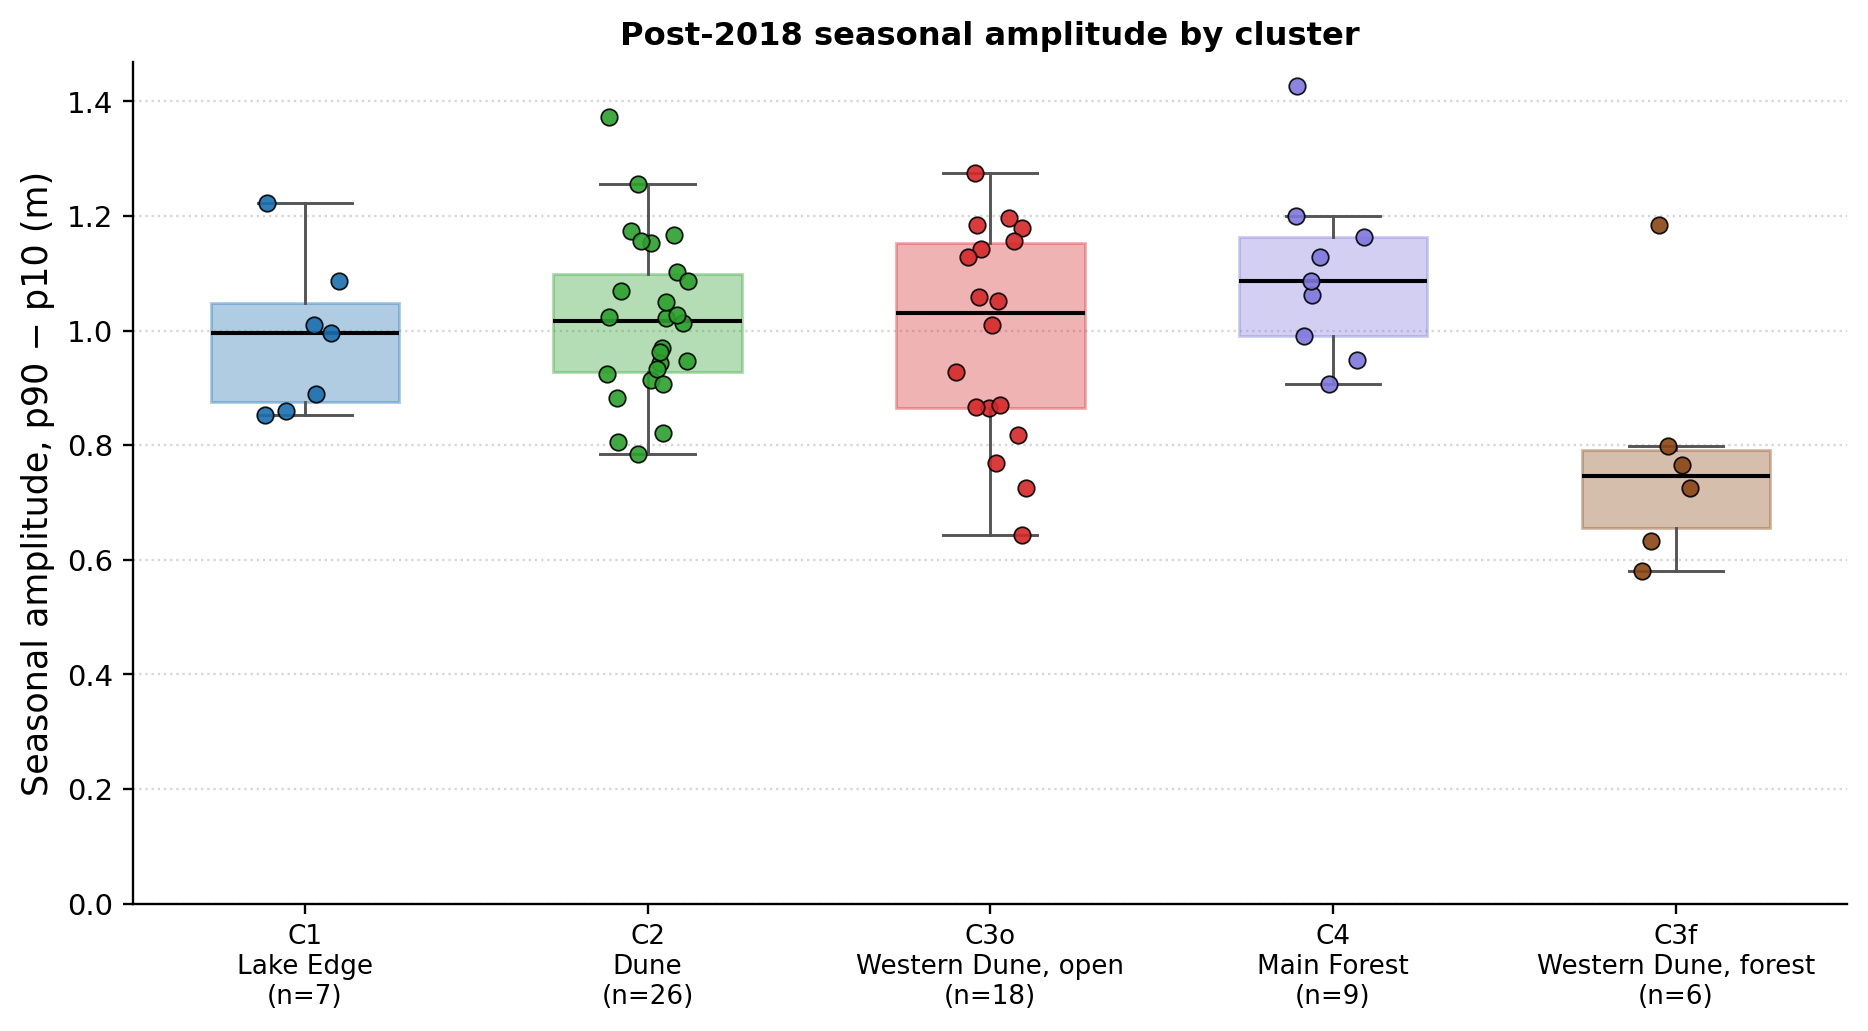 Post-2018 seasonal amplitude by cluster
Seasonal amplitude, p90 − p10 (m)
1.4
1.2
1.0
0.8
0.6
0.4
0.2
0.0
C1
Lake Edge
(n=7)
C2
Dune
(n=26)
C3o
Western Dune, open
(n=18)
C4
Main Forest
(n=9)
C3f
Western Dune, forest
(n=6)